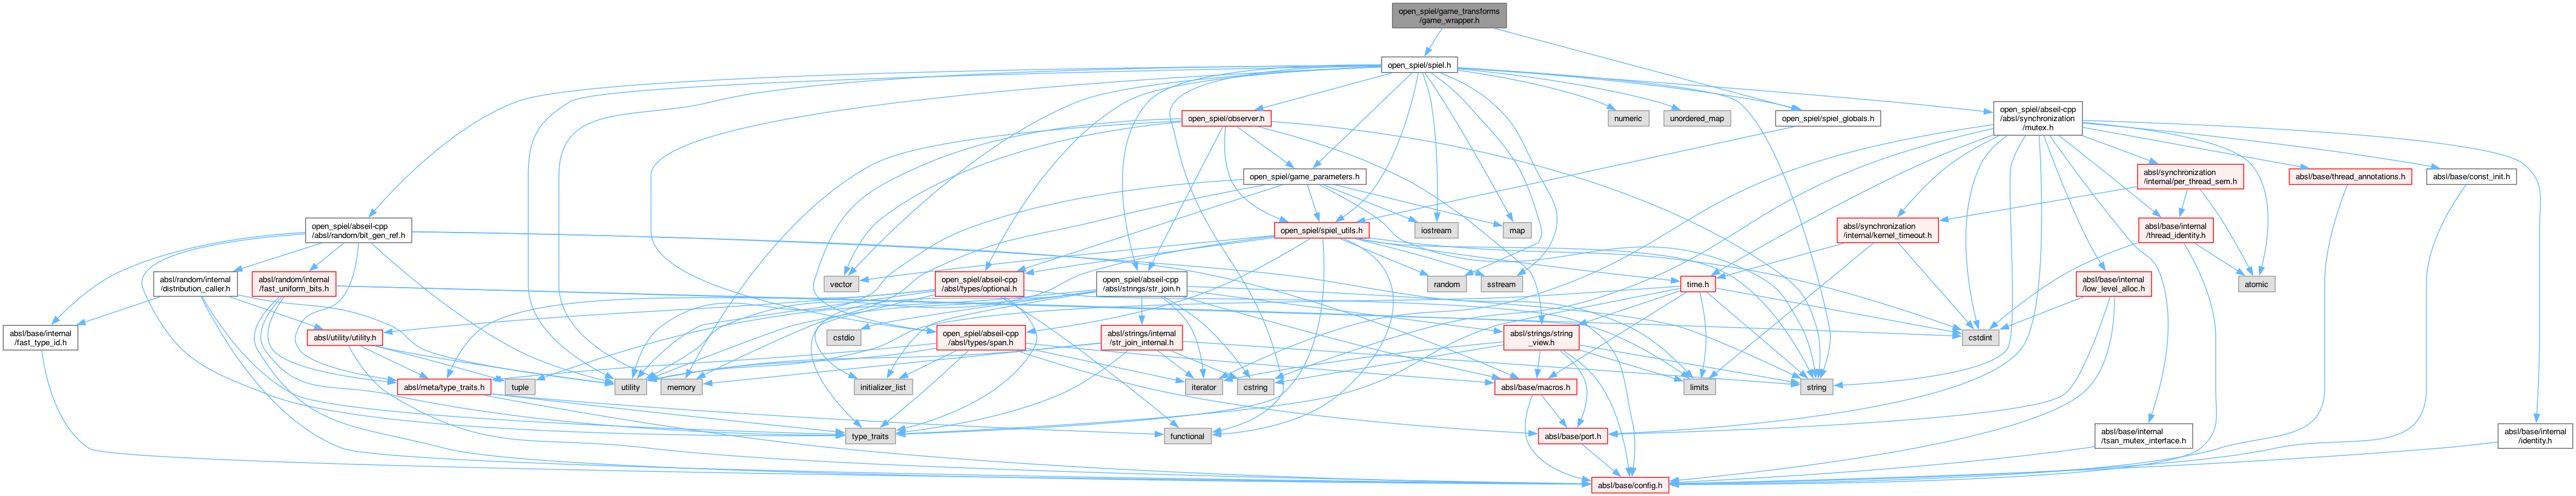 open_spiel/game_transforms
/game_wrapper.h
open_spiel/spiel.h
open_spiel/observer.h
numeric
unordered_map
open_spiel/spiel_globals.h
open_spiel/abseil-cpp
/absl/synchronization
/mutex.h
open_spiel/game_parameters.h
absl/synchronization
/internal/per_thread_sem.h
absl/base/thread_annotations.h
absl/base/const_init.h
open_spiel/abseil-cpp
/absl/random/bit_gen_ref.h
iostream
map
open_spiel/spiel_utils.h
absl/synchronization
/internal/kernel_timeout.h
absl/base/internal
/thread_identity.h
absl/random/internal
/distribution_caller.h
absl/random/internal
/fast_uniform_bits.h
vector
open_spiel/abseil-cpp
/absl/types/optional.h
open_spiel/abseil-cpp
/absl/strings/str_join.h
random
sstream
time.h
absl/base/internal
/low_level_alloc.h
atomic
absl/base/internal
/fast_type_id.h
absl/utility/utility.h
cstdio
open_spiel/abseil-cpp
/absl/types/span.h
absl/strings/internal
/str_join_internal.h
absl/strings/string
_view.h
cstdint
absl/meta/type_traits.h
tuple
utility
memory
initializer_list
iterator
cstring
absl/base/macros.h
limits
string
type_traits
functional
absl/base/port.h
absl/base/internal
/tsan_mutex_interface.h
absl/base/internal
/identity.h
absl/base/config.h